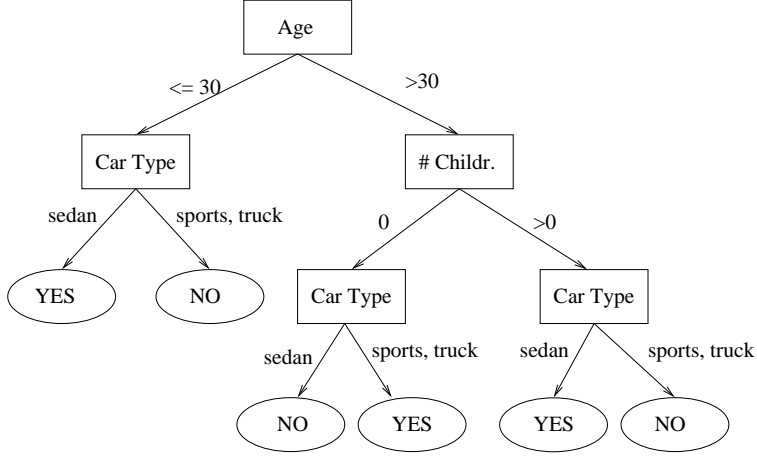 Age
<= 30
>30
Car Type
# Childr.
sedan
sports, truck
0
>0
YES
NO
Car Type
Car Type
sedan
sports, truck
sedan
sports, truck
NO
YES
YES
NO